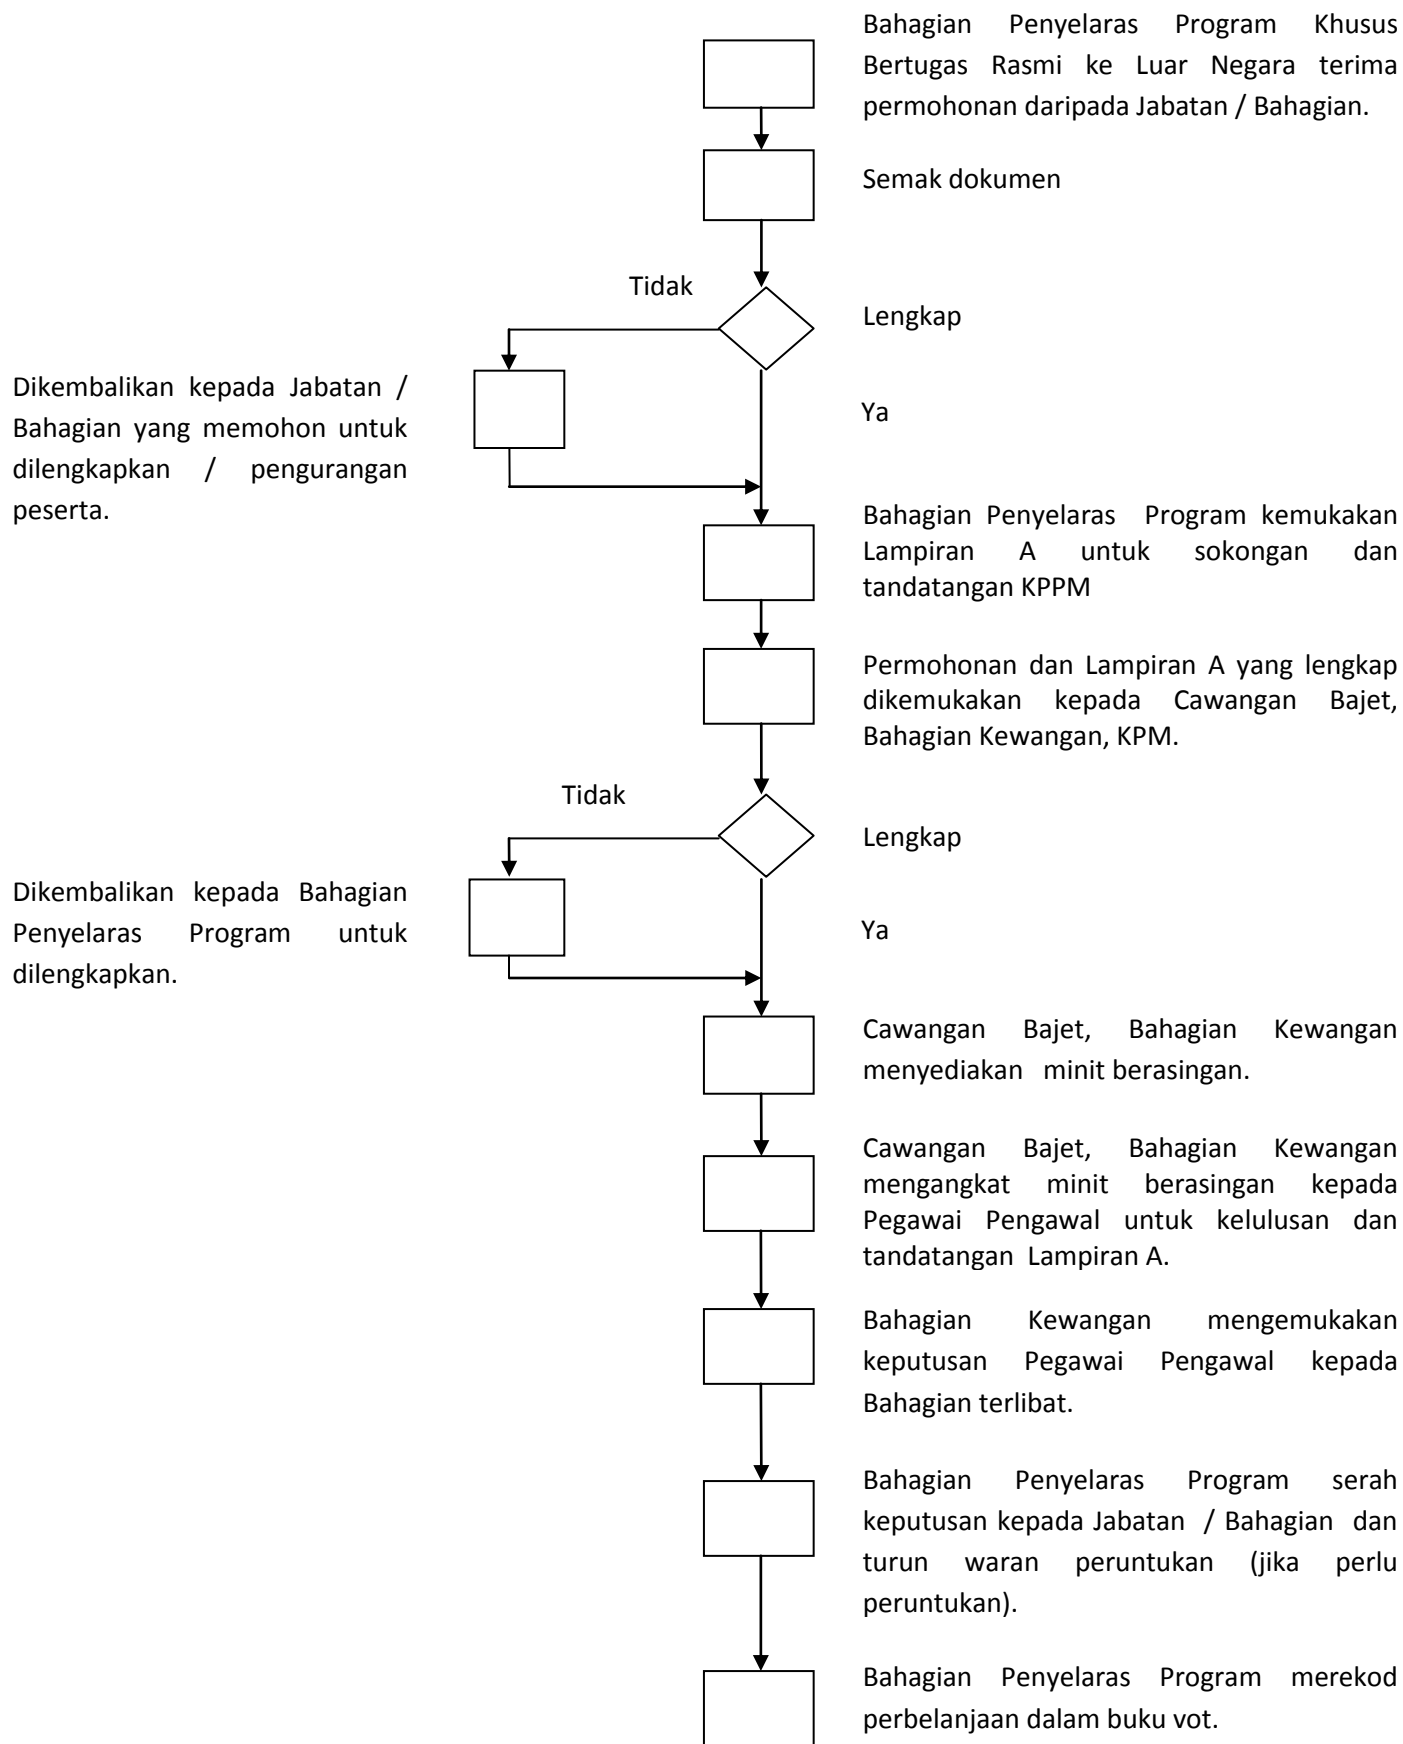 Bahagian Penyelaras Program Khusus
Bertugas Rasmi ke Luar Negara terima
permohonan daripada Jabatan / Bahagian.
Semak dokumen
Tidak
Lengkap
Dikembalikan kepada Jabatan /
Bahagian yang memohon untuk
dilengkapkan / pengurangan
peserta.
Ya
Bahagian Penyelaras Program kemukakan
Lampiran A untuk sokongan dan
tandatangan KPPM
Permohonan dan Lampiran A yang lengkap
dikemukakan kepada Cawangan Bajet,
Bahagian Kewangan, KPM.
Tidak
Lengkap
Dikembalikan kepada Bahagian
Penyelaras Program untuk
dilengkapkan.
Ya
Cawangan Bajet, Bahagian Kewangan
menyediakan minit berasingan.
Cawangan Bajet, Bahagian Kewangan
mengangkat minit berasingan kepada
Pegawai Pengawal untuk kelulusan dan
tandatangan Lampiran A.
Bahagian Kewangan mengemukakan
keputusan Pegawai Pengawal kepada
Bahagian terlibat.
Bahagian Penyelaras Program serah
keputusan kepada Jabatan / Bahagian dan
turun waran peruntukan (jika perlu
peruntukan).
Bahagian Penyelaras Program merekod
perbelanjaan dalam buku vot.